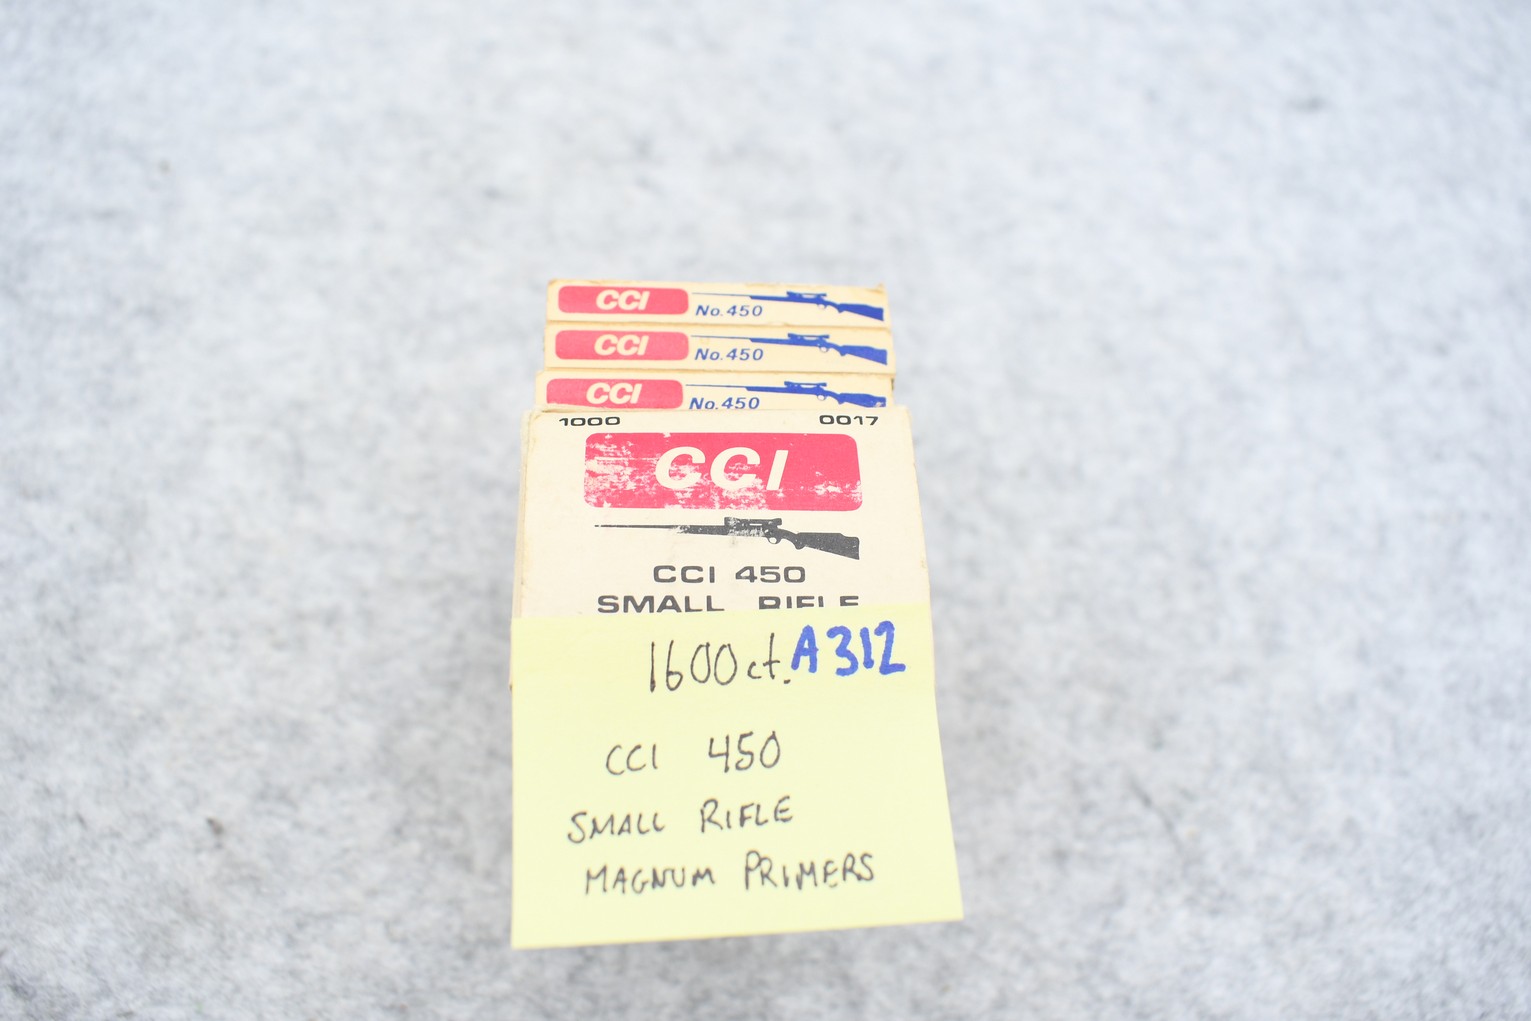 CCI No.450
CCI No.450
CCI No.450
1000 0017
CCI
CCI 450
SMALL RIFLE
1600 ct. A312
CCI 450
SMALL RIFLE
MAGNUM PRIMERS